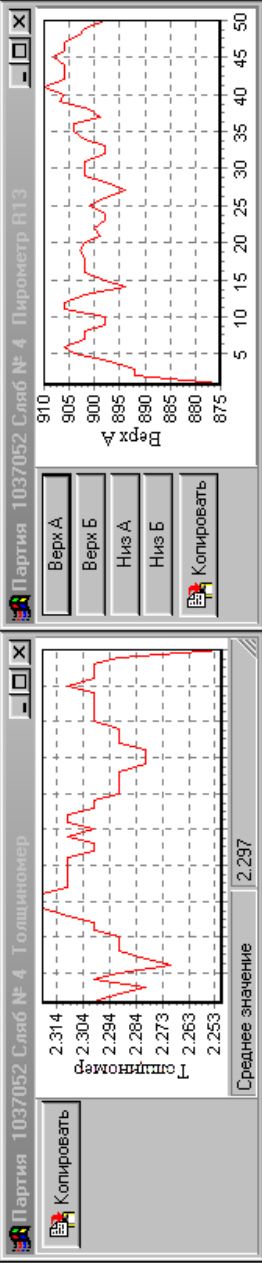 Партия 1037052 Сляб № 4 Толщиномер
Копировать
Толщиномер
2.314
2.304
2.294
2.284
2.273
2.263
2.253
Среднее значение
2.297
Партия 1037052 Сляб № 4 Пирометр R13
Верх А
Верх Б
Низ А
Низ Б
Копировать
Верх А
910
905
900
895
890
885
880
875
5 10 15 20 25 30 35 40 45 50